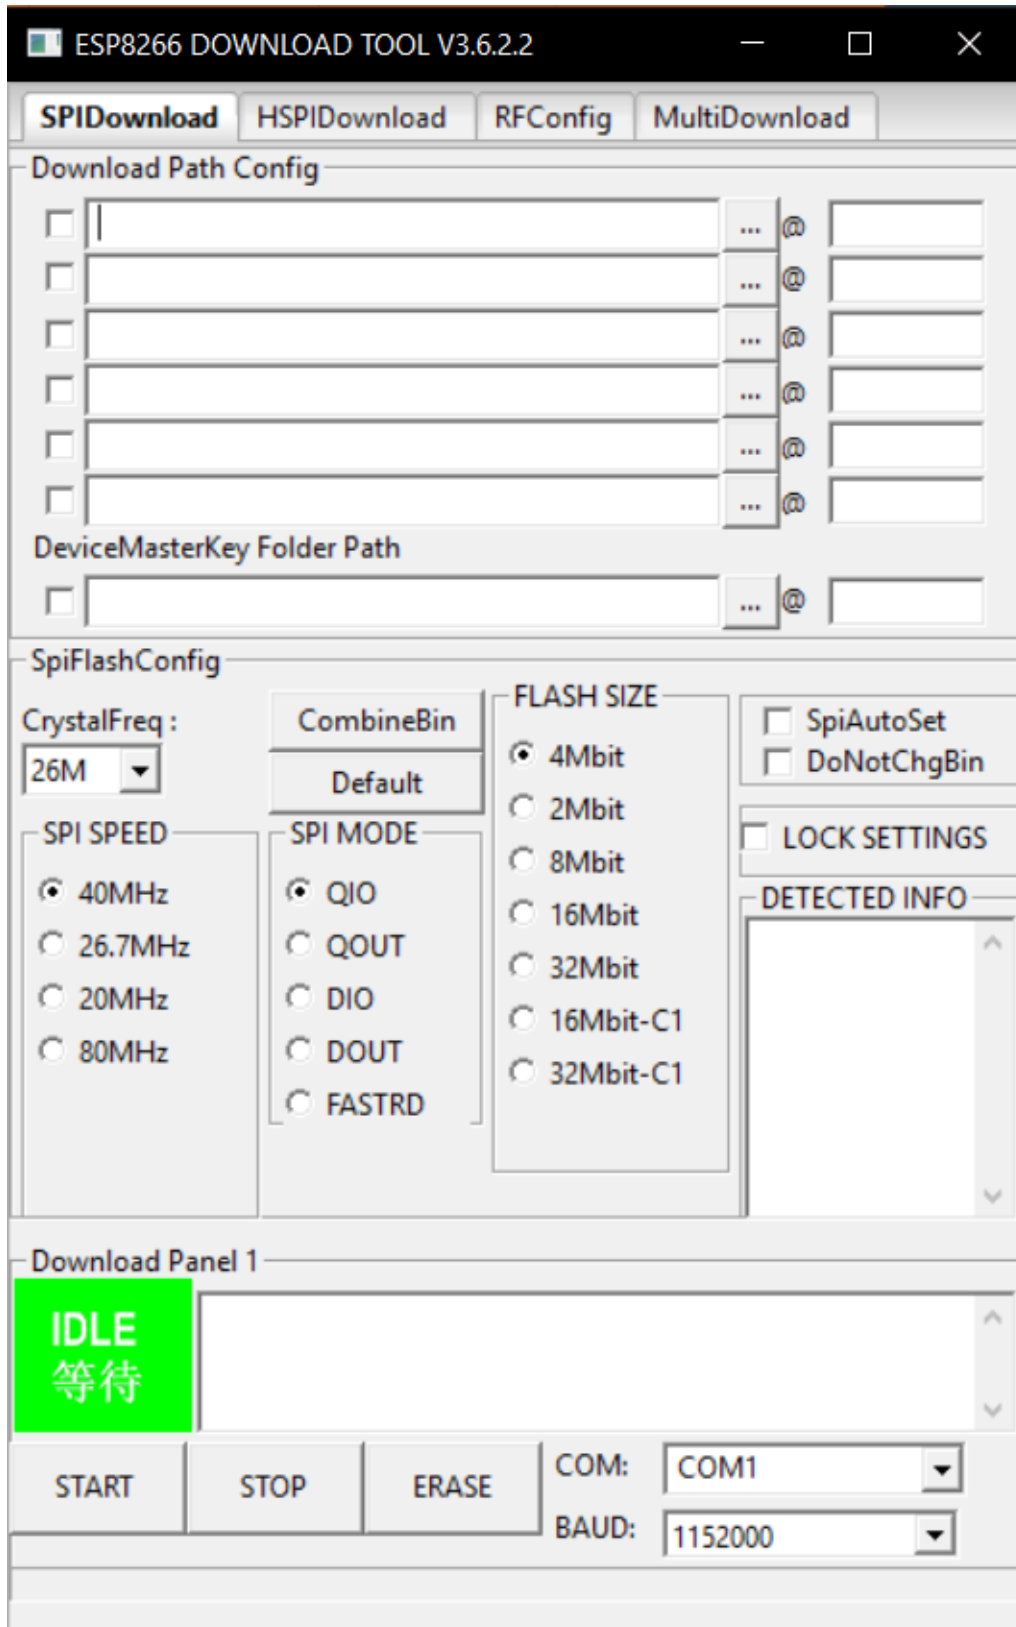 ESP8266 DOWNLOAD TOOL V3.6.2.2
SPIDownload HSPIDownload RFConfig MultiDownload
Download Path Config
... @
... @
... @
... @
... @
... @
DeviceMasterKey Folder Path
... @
SpiFlashConfig
CrystalFreq :
26M
CombineBin
Default
SPI SPEED
40MHz
26.7MHz
20MHz
80MHz
SPI MODE
QIO
QOUT
DIO
DOUT
FASTRD
FLASH SIZE
4Mbit
2Mbit
8Mbit
16Mbit
32Mbit
16Mbit-C1
32Mbit-C1
SpiAutoSet
DoNotChgBin
LOCK SETTINGS
DETECTED INFO
Download Panel 1
IDLE
等待
START STOP ERASE
COM: COM1
BAUD: 1152000